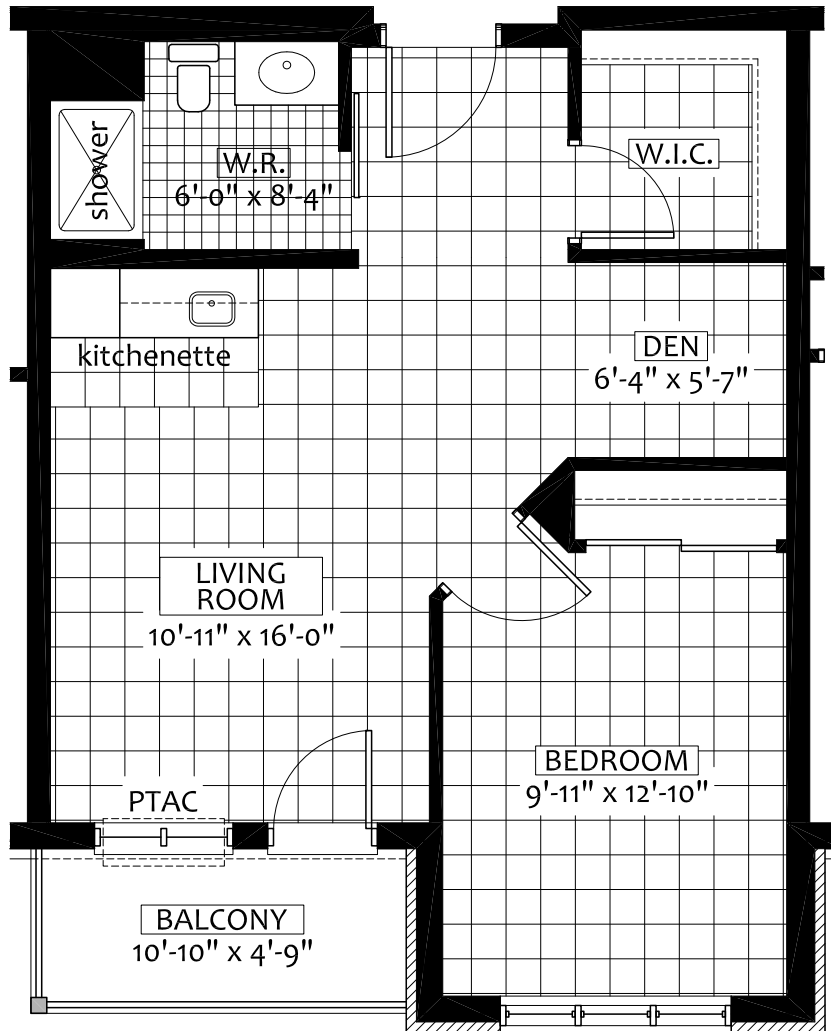 shower
W.R.
6'-0" x 8'-4"
W.I.C.
kitchenette
DEN
6'-4" x 5'-7"
LIVING
ROOM
10'-11" x 16'-0"
BEDROOM
9'-11" x 12'-10"
PTAC
BALCONY
10'-10" x 4'-9"